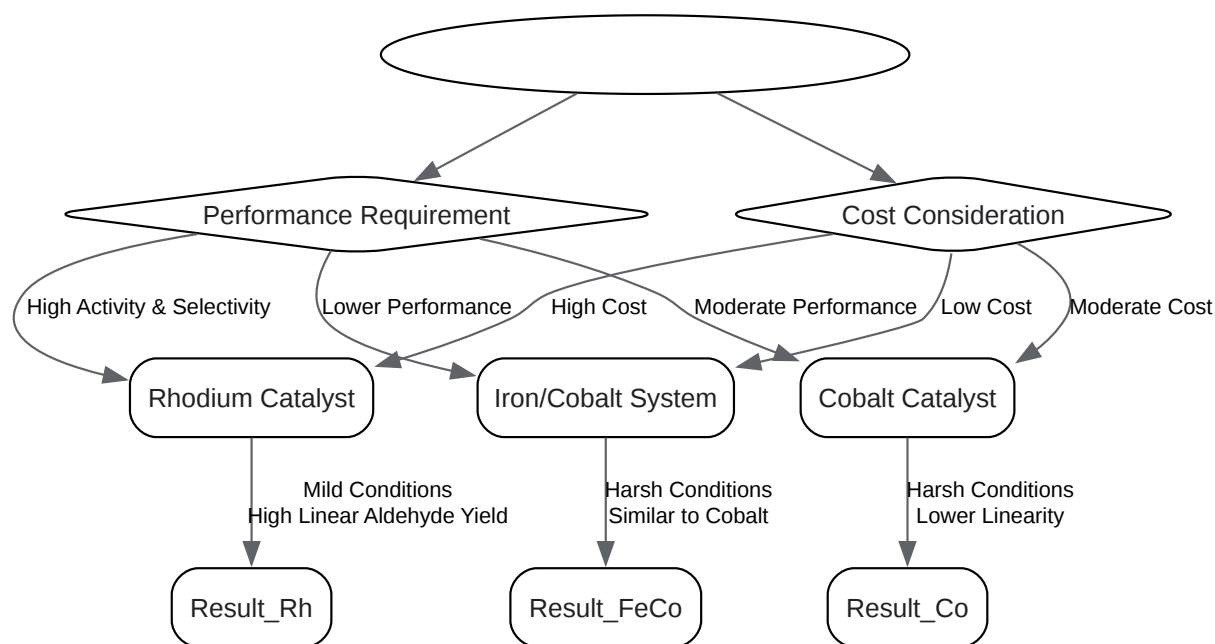 Performance Requirement
Cost Consideration
High Activity & Selectivity
Lower Performance
High Cost
Moderate Performance
Low Cost
Moderate Cost
Rhodium Catalyst
Iron/Cobalt System
Cobalt Catalyst
Mild Conditions
High Linear Aldehyde Yield
Harsh Conditions
Similar to Cobalt
Harsh Conditions
Lower Linearity
Result_Rh
Result_FeCo
Result_Co